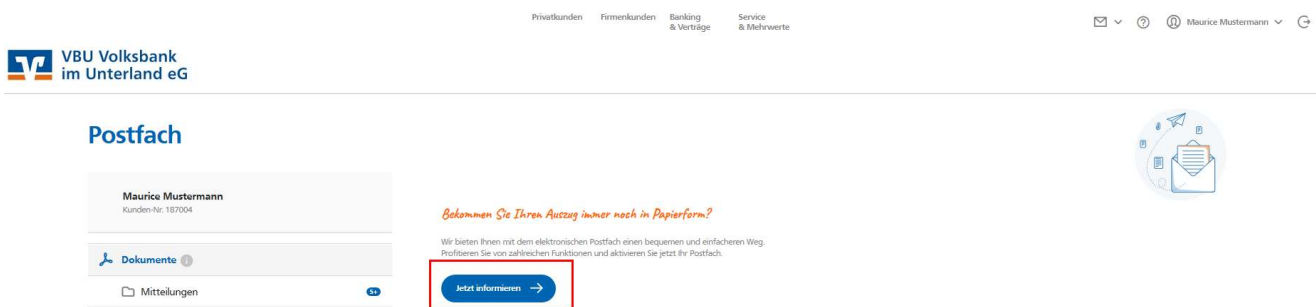 Privatkunden Firmenkunden Banking & Verträge Service & Mehrwerte
Maurice Mustermann
VBU Volksbank
im Unterland eG
Postfach
Maurice Mustermann
Kunden-Nr. 187004
Dokumente
Mitteilungen
5+
Bekommen Sie Ihren Auszug immer noch in Papierform?
Wir bieten Ihnen mit dem elektronischen Postfach einen bequemen und einfacheren Weg.
Profitieren Sie von zahlreichen Funktionen und aktivieren Sie jetzt Ihr Postfach.
Jetzt informieren